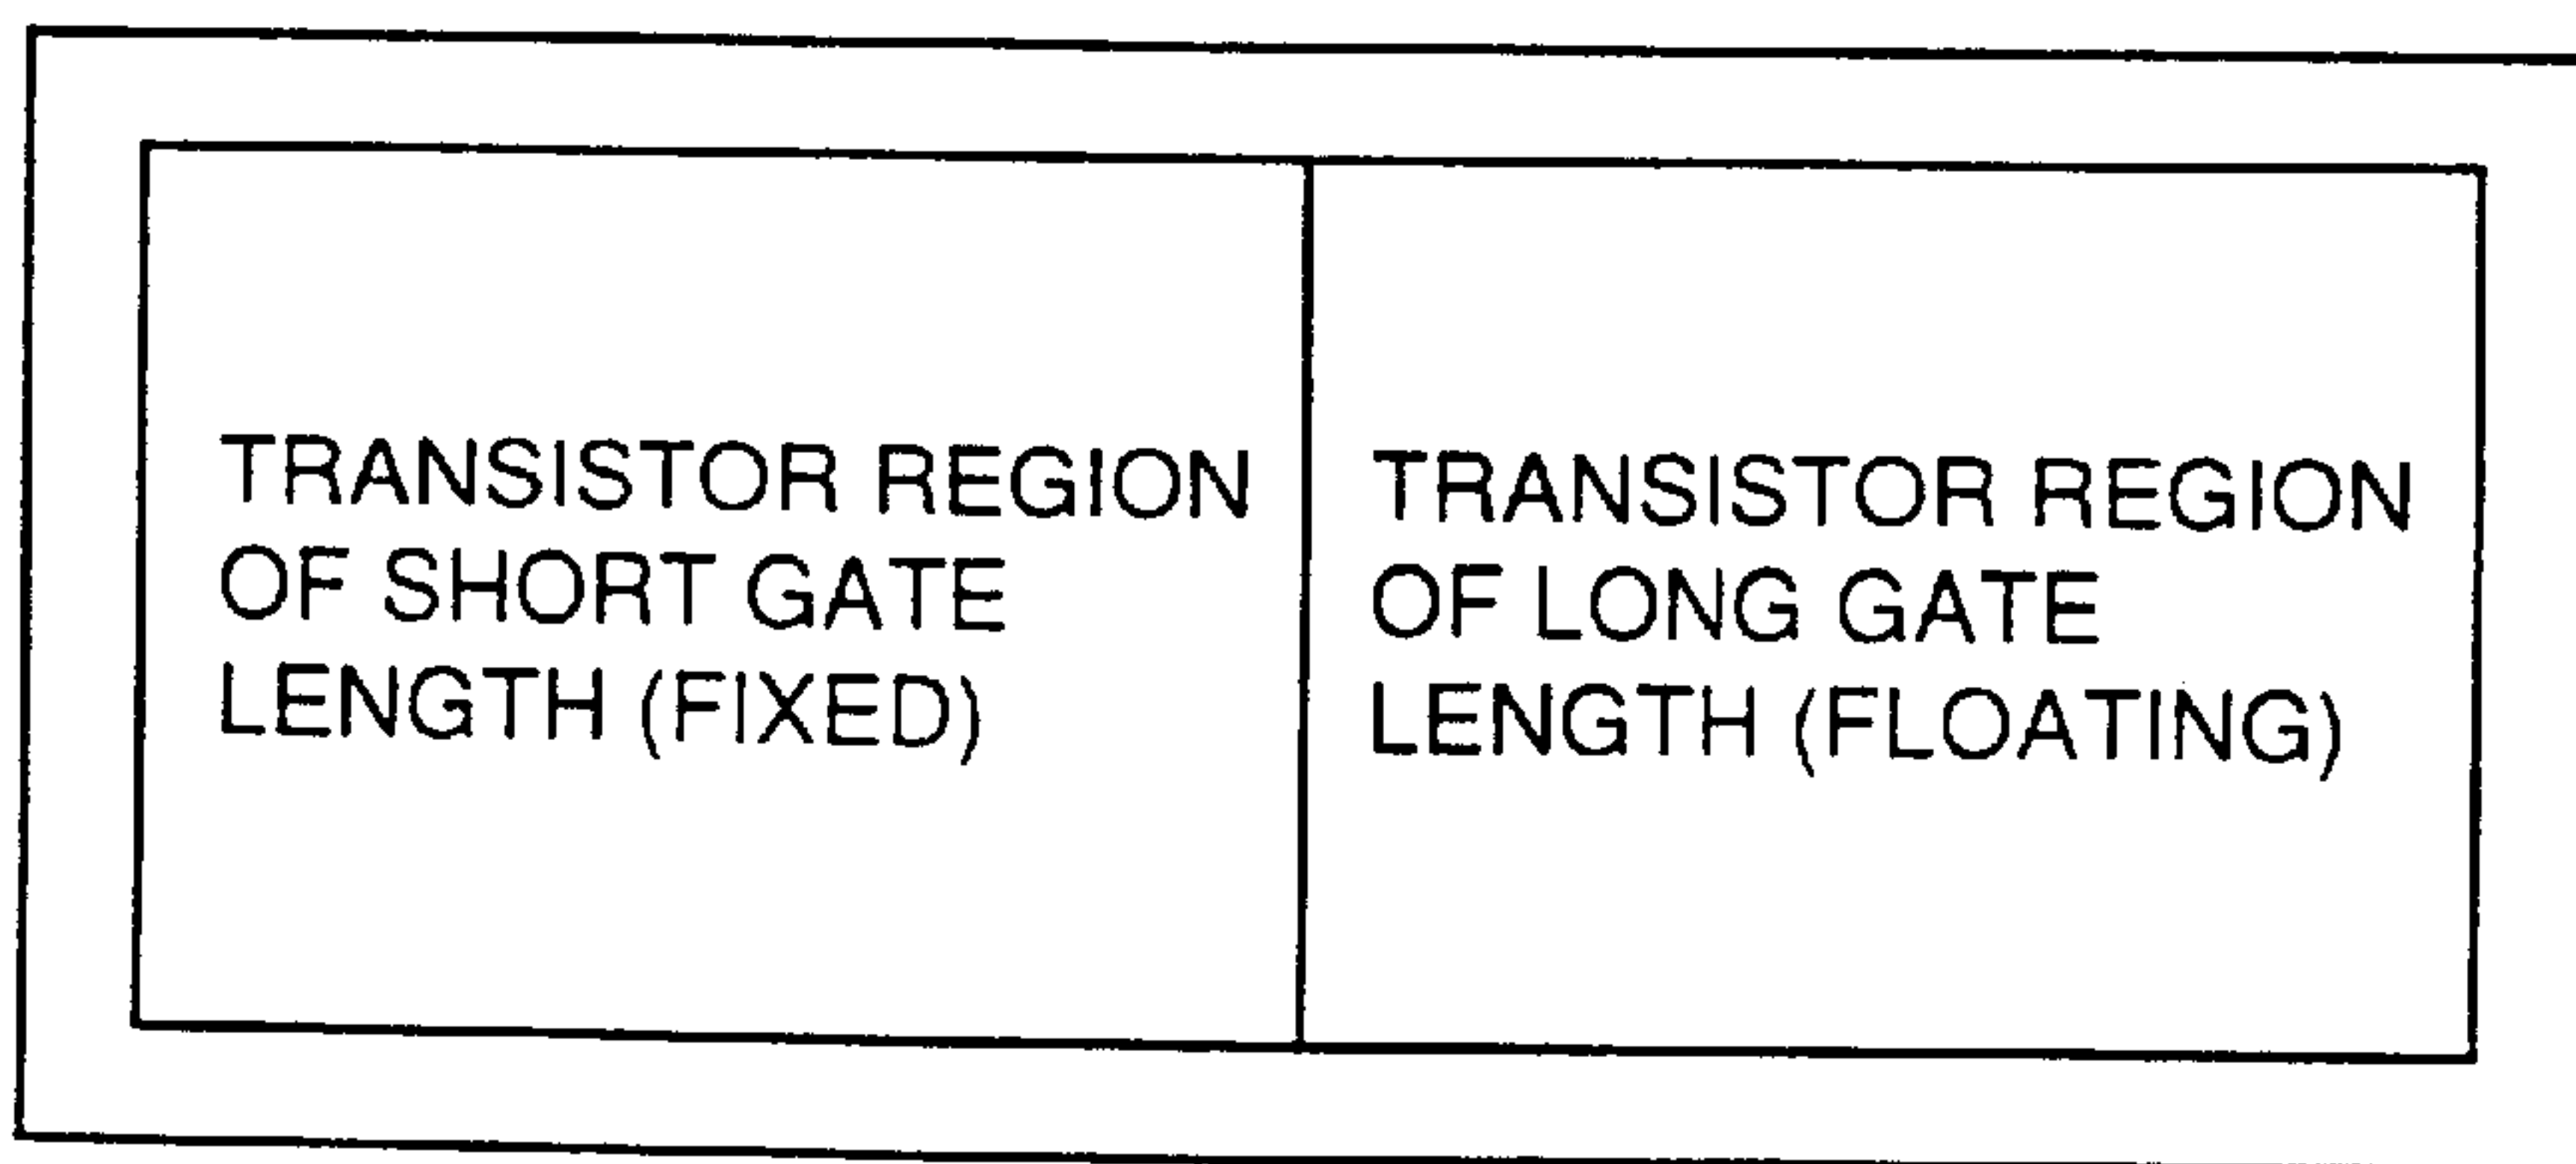 TRANSISTOR REGION
OF SHORT GATE
LENGTH (FIXED)
TRANSISTOR REGION
OF LONG GATE
LENGTH (FLOATING)